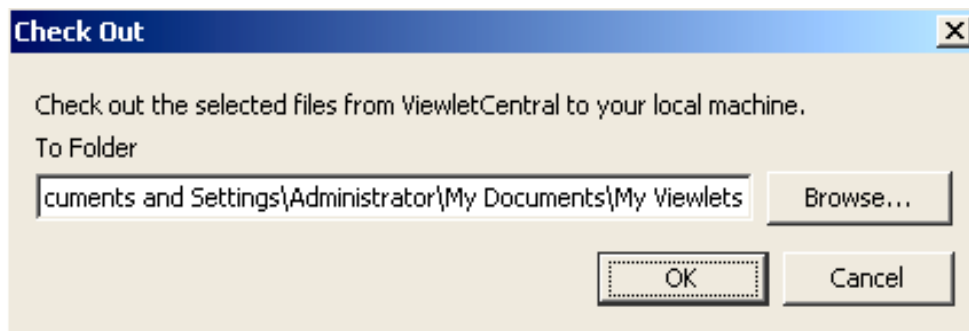 Check Out
Check out the selected files from ViewletCentral to your local machine.
To Folder
cuments and Settings\Administrator\My Documents\My Viewlets
Browse...
OK
Cancel